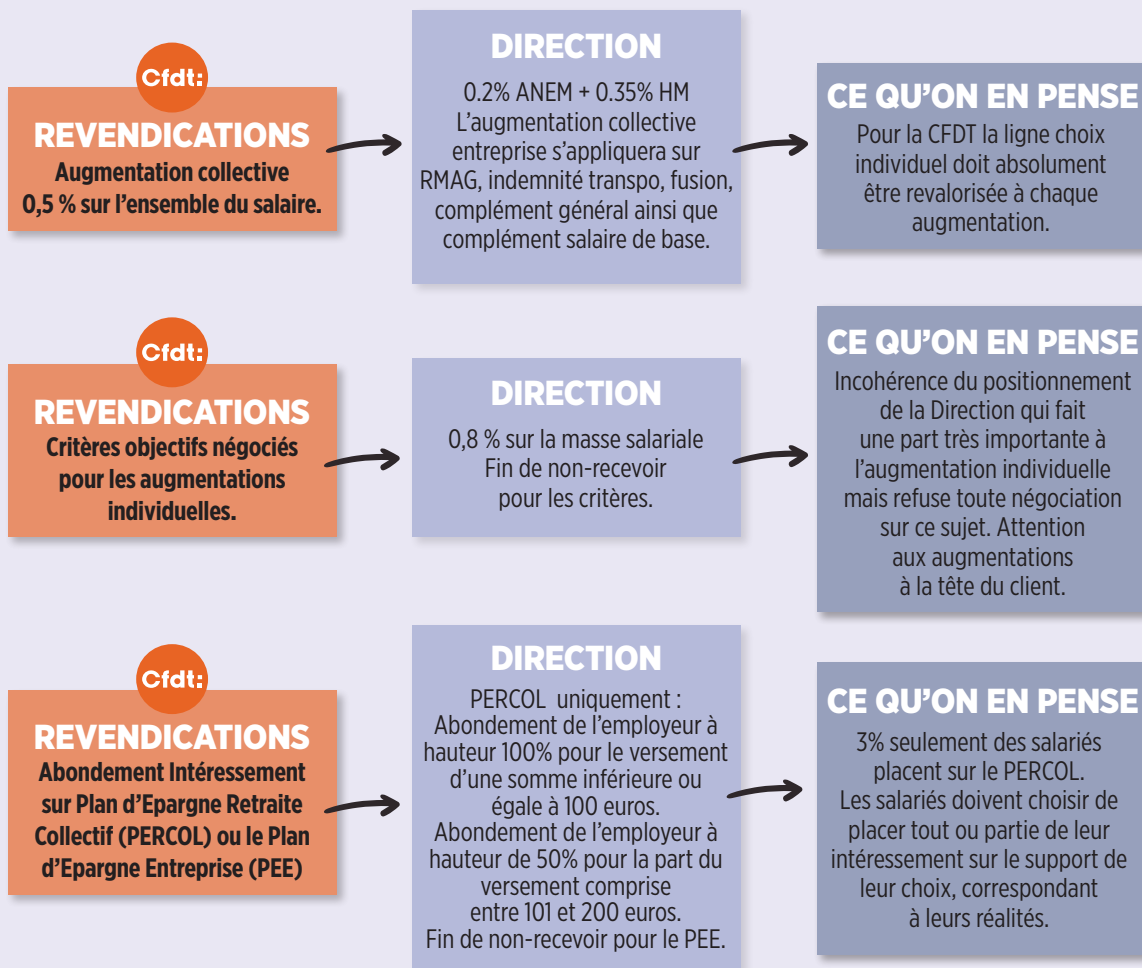 Cfdt:
REVENDICATIONS
Augmentation collective
0,5 % sur l'ensemble du salaire.
DIRECTION
0.2% ANEM + 0.35% HM
L'augmentation collective
entreprise s'appliquera sur
RMAG, indemnité transpo, fusion,
complément général ainsi que
complément salaire de base.
CE QU'ON EN PENSE
Pour la CFDT la ligne choix
individuel doit absolument
être revalorisée à chaque
augmentation.
Cfdt:
REVENDICATIONS
Critères objectifs négociés
pour les augmentations
individuelles.
DIRECTION
0,8 % sur la masse salariale
Fin de non-recevoir
pour les critères.
CE QU'ON EN PENSE
Incohérence du positionnement
de la Direction qui fait
une part très importante à
l'augmentation individuelle
mais refuse toute négociation
sur ce sujet. Attention
aux augmentations
à la tête du client.
Cfdt:
REVENDICATIONS
Abondement Intéressement
sur Plan d'Epargne Retraite
Collectif (PERCOL) ou le Plan
d'Epargne Entreprise (PEE)
DIRECTION
PERCOL uniquement :
Abondement de l'employeur à
hauteur 100% pour le versement
d'une somme inférieure ou
égale à 100 euros.
Abondement de l'employeur à
hauteur de 50% pour la part du
versement comprise
entre 101 et 200 euros.
Fin de non-recevoir pour le PEE.
CE QU'ON EN PENSE
3% seulement des salariés
placent sur le PERCOL.
Les salariés doivent choisir de
placer tout ou partie de leur
intéressement sur le support de
leur choix, correspondant
à leurs réalités.